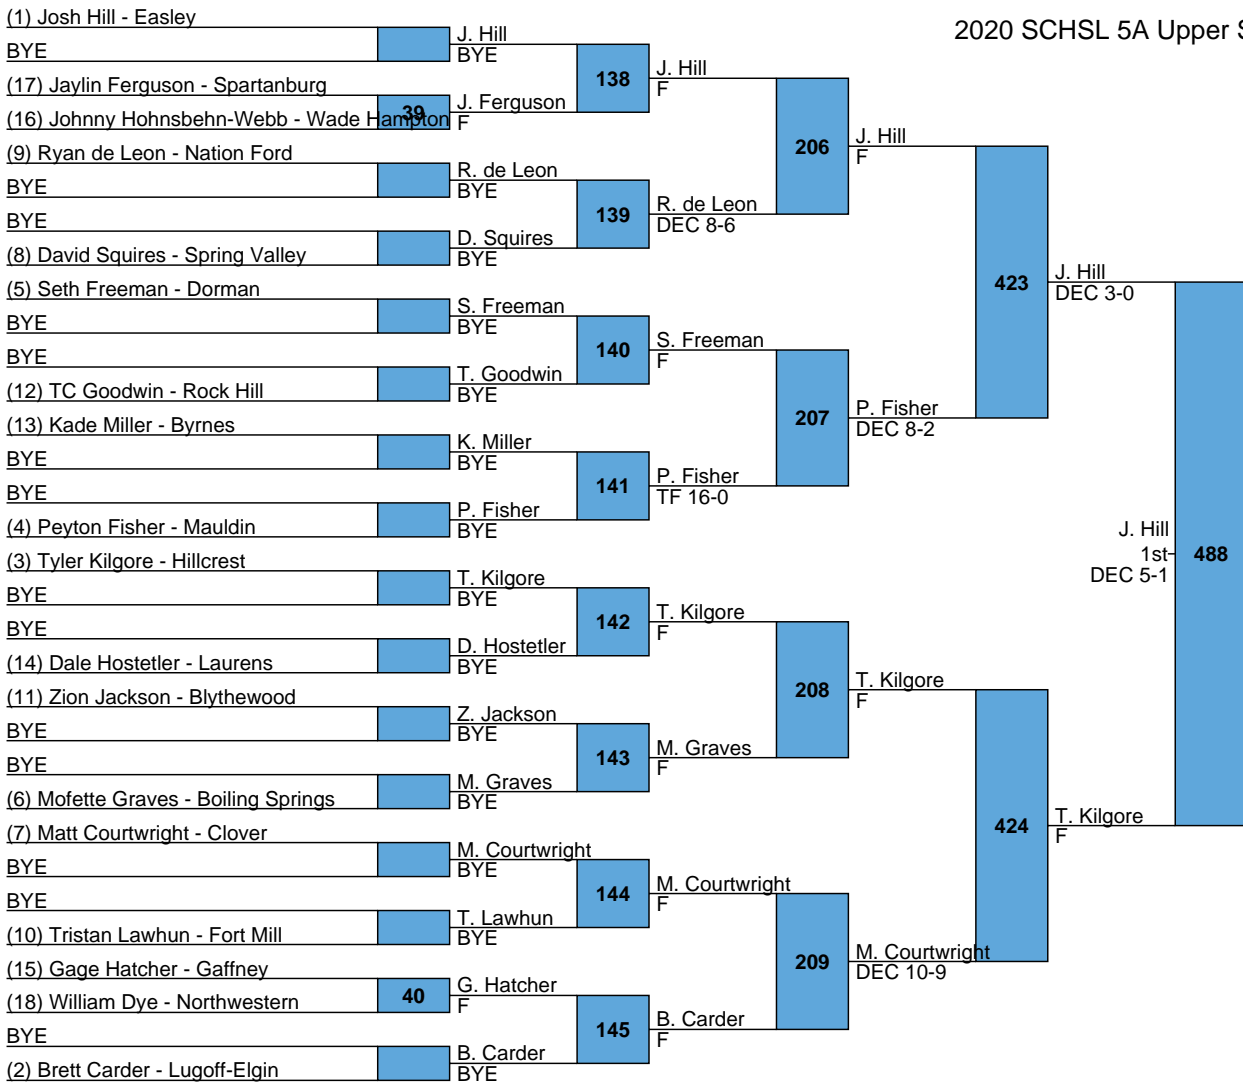 2020 SCHSL 5A Upper S
(1) Josh Hill - Easley
BYE
(17) Jaylin Ferguson - Spartanburg
39
(16) Johnny Hohnsbehn-Webb - Wade Hampton
(9) Ryan de Leon - Nation Ford
BYE
BYE
(8) David Squires - Spring Valley
(5) Seth Freeman - Dorman
BYE
BYE
(12) TC Goodwin - Rock Hill
(13) Kade Miller - Byrnes
BYE
BYE
(4) Peyton Fisher - Mauldin
(3) Tyler Kilgore - Hillcrest
BYE
BYE
(14) Dale Hostetler - Laurens
(11) Zion Jackson - Blythewood
BYE
BYE
(6) Mofette Graves - Boiling Springs
(7) Matt Courtwright - Clover
BYE
BYE
(10) Tristan Lawhun - Fort Mill
(15) Gage Hatcher - Gaffney
40
(18) William Dye - Northwestern
BYE
(2) Brett Carder - Lugoff-Elgin
J. Hill
BYE
138
J. Ferguson
F
R. de Leon
BYE
139
D. Squires
BYE
S. Freeman
BYE
140
T. Goodwin
BYE
K. Miller
BYE
141
P. Fisher
BYE
T. Kilgore
BYE
142
D. Hostetler
BYE
Z. Jackson
BYE
143
M. Graves
BYE
M. Courtwright
BYE
144
T. Lawhun
BYE
G. Hatcher
F
145
B. Carder
BYE
J. Hill
F
206
R. de Leon
DEC 8-6
S. Freeman
F
207
P. Fisher
TF 16-0
T. Kilgore
F
208
M. Graves
F
M. Courtwright
F
209
B. Carder
F
J. Hill
F
423
P. Fisher
DEC 8-2
T. Kilgore
F
424
M. Courtwright
DEC 10-9
J. Hill
DEC 3-0
488
T. Kilgore
F
J. Hill
1st
DEC 5-1